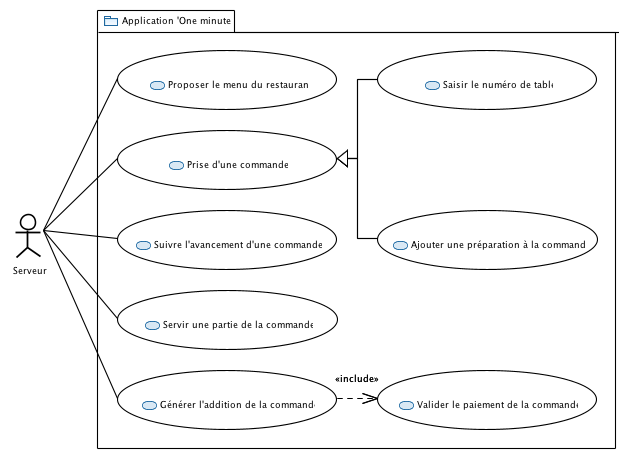 Application 'One minute
Proposer le menu du restauran
Saisir le numéro de table
Prise d'une commande
Suivre l'avancement d'une commande
Ajouter une préparation à la command
Serveur
Servir une partie de la commande
«include»
Générer l'addition de la command
Valider le paiement de la commande